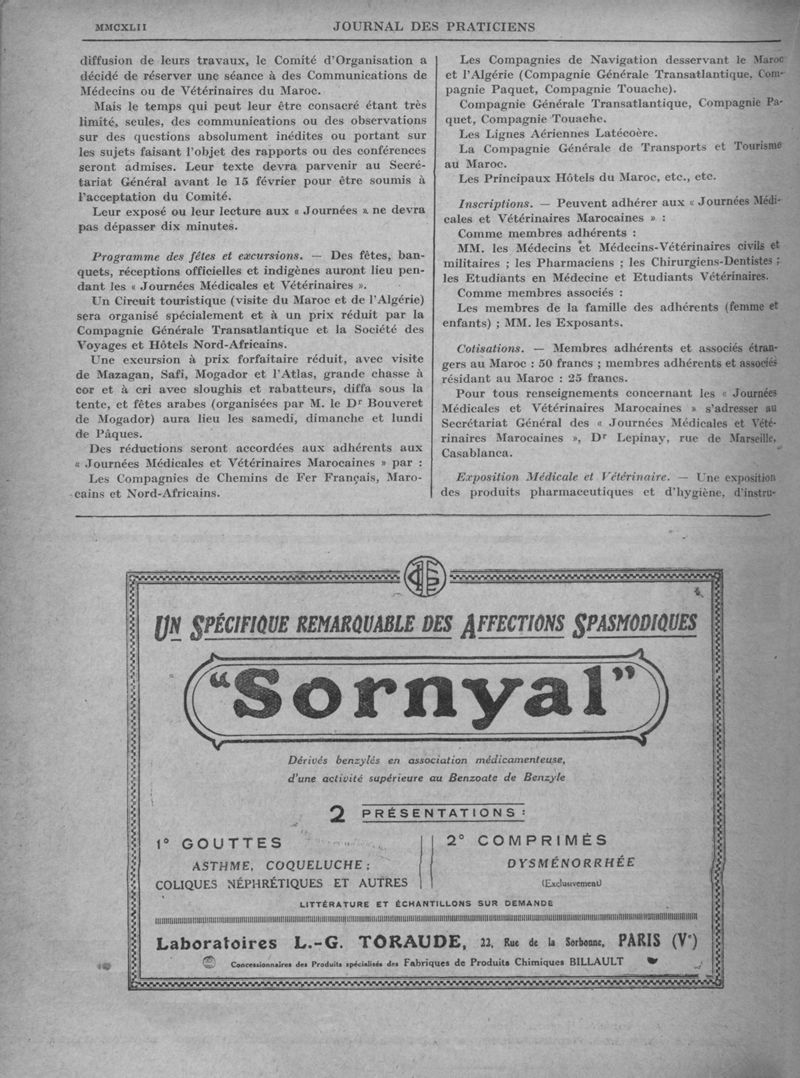 MMCXLII
JOURNAL DES PRATICIENS
diffusion de leurs travaux, le Comité d'Organisation a
décidé de réserver une séance à des Communications de
Médecins ou de Vétérinaires du Maroc.
Mais le temps qui peut leur être consacré étant très
limité, seules, des communications ou des observations
sur des questions absolument inédites ou portant sur
les sujets faisant l'objet des rapports ou des conférences
seront admises. Leur texte devra parvenir au Secré-
tariat Général avant le 15 février pour être soumis à
l'acceptation du Comité.
Leur exposé ou leur lecture aux « Journées » ne devra
pas dépasser dix minutes.
Programme des fêtes et excursions. — Des fêtes, ban-
quets, réceptions officielles et indigènes auront lieu pen-
dant les « Journées Médicales et Vétérinaires ».
Un Circuit touristique (visite du Maroc et de l'Algérie)
sera organisé spécialement et à un prix réduit par la
Compagnie Générale Transatlantique et la Société des
Voyages et Hôtels Nord-Africains.
Une excursion à prix forfaitaire réduit, avec visite
de Mazagan, Safi, Mogador et l'Atlas, grande chasse à
cor et à cri avec sloughis et rabatteurs, diffa sous la
tente, et fêtes arabes (organisées par M. le Dr Bouveret
de Mogador) aura lieu les samedi, dimanche et lundi
de Pâques.
Des réductions seront accordées aux adhérents aux
« Journées Médicales et Vétérinaires Marocaines » par :
Les Compagnies de Chemins de Fer Français, Maro-
cains et Nord-Africains.
Les Compagnies de Navigation desservant le Maroc
et l'Algérie (Compagnie Générale Transatlantique, Com-
pagnie Paquet, Compagnie Touache).
Compagnie Générale Transatlantique, Compagnie Pa-
quet, Compagnie Touache.
Les Lignes Aériennes Latécoère.
La Compagnie Générale de Transports et Tourisme
au Maroc.
Les Principaux Hôtels du Maroc, etc., etc.
Inscriptions. — Peuvent adhérer aux « Journées Médi-
cales et Vétérinaires Marocaines » :
Comme membres adhérents :
MM. les Médecins et Médecins-Vétérinaires civils et
militaires ; les Pharmaciens ; les Chirurgiens-Dentistes ;
les Etudiants en Médecine et Etudiants Vétérinaires.
Comme membres associés :
Les membres de la famille des adhérents (femme et
enfants) ; MM. les Exposants.
Cotisations. — Membres adhérents et associés étran-
gers au Maroc : 50 francs ; membres adhérents et associés
résidant au Maroc : 25 francs.
Pour tous renseignements concernant les « Journées
Médicales et Vétérinaires Marocaines » s'adresser au
Secrétariat Général des « Journées Médicales et Vété-
rinaires Marocaines », Dr Lepinay, rue de Marseille,
Casablanca.
Exposition Médicale et Vétérinaire. — Une exposition
des produits pharmaceutiques et d'hygiène, d'instru-
UN SPÉCIFIQUE REMARQUABLE DES AFFECTIONS SPASMODIQUES
"Sornyal"
Dérivés benzylés en association médicamenteuse,
d'une activité supérieure au Benzoate de Benzyle
2 PRÉSENTATIONS :
1° GOUTTES
ASTHME, COQUELUCHE ;
COLIQUES NÉPHRÉTIQUES ET AUTRES
2° COMPRIMÉS
DYSMÉNORRHÉE
(Exclusivement)
LITTÉRATURE ET ÉCHANTILLONS SUR DEMANDE
Laboratoires L.-G. TORAUDE, 22, Rue de la Sorbonne, PARIS (Ve)
Concessionnaires des Produits spécialisés des Fabriques de Produits Chimiques BILLAULT